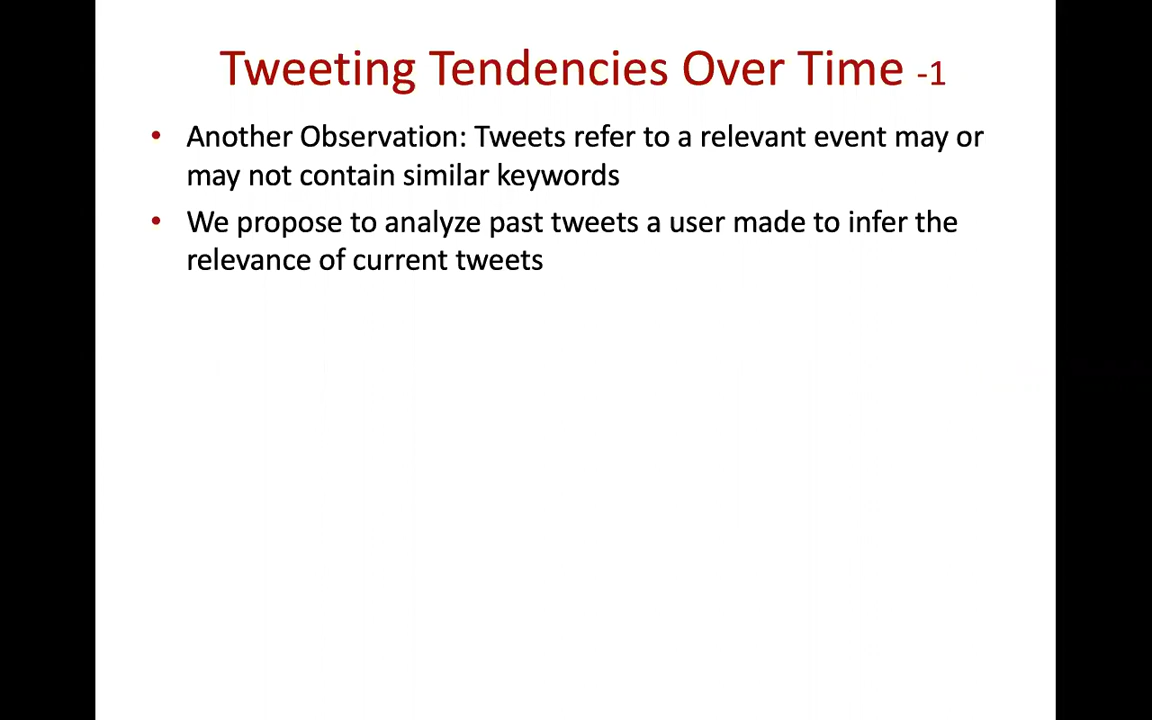 Tweeting Tendencies Over Time -1
• Another Observation: Tweets refer to a relevant event may or
may not contain similar keywords
• We propose to analyze past tweets a user made to infer the
relevance of current tweets